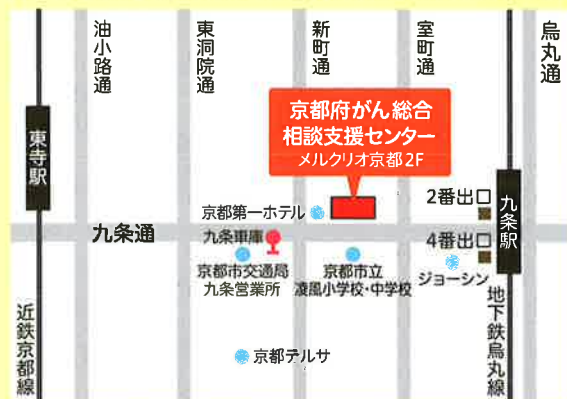 油小路通
東洞院通
新町通
室町通
烏丸通
京都府がん総合
相談支援センター
メルクリオ京都2F
東寺駅
2番出口
九条駅
京都第一ホテル
九条通
九条車庫
4番出口
京都市交通局
九条営業所
京都市立
凌風小学校・中学校
ジョーシン
近鉄京都線
地下鉄烏丸線
京都テルサ